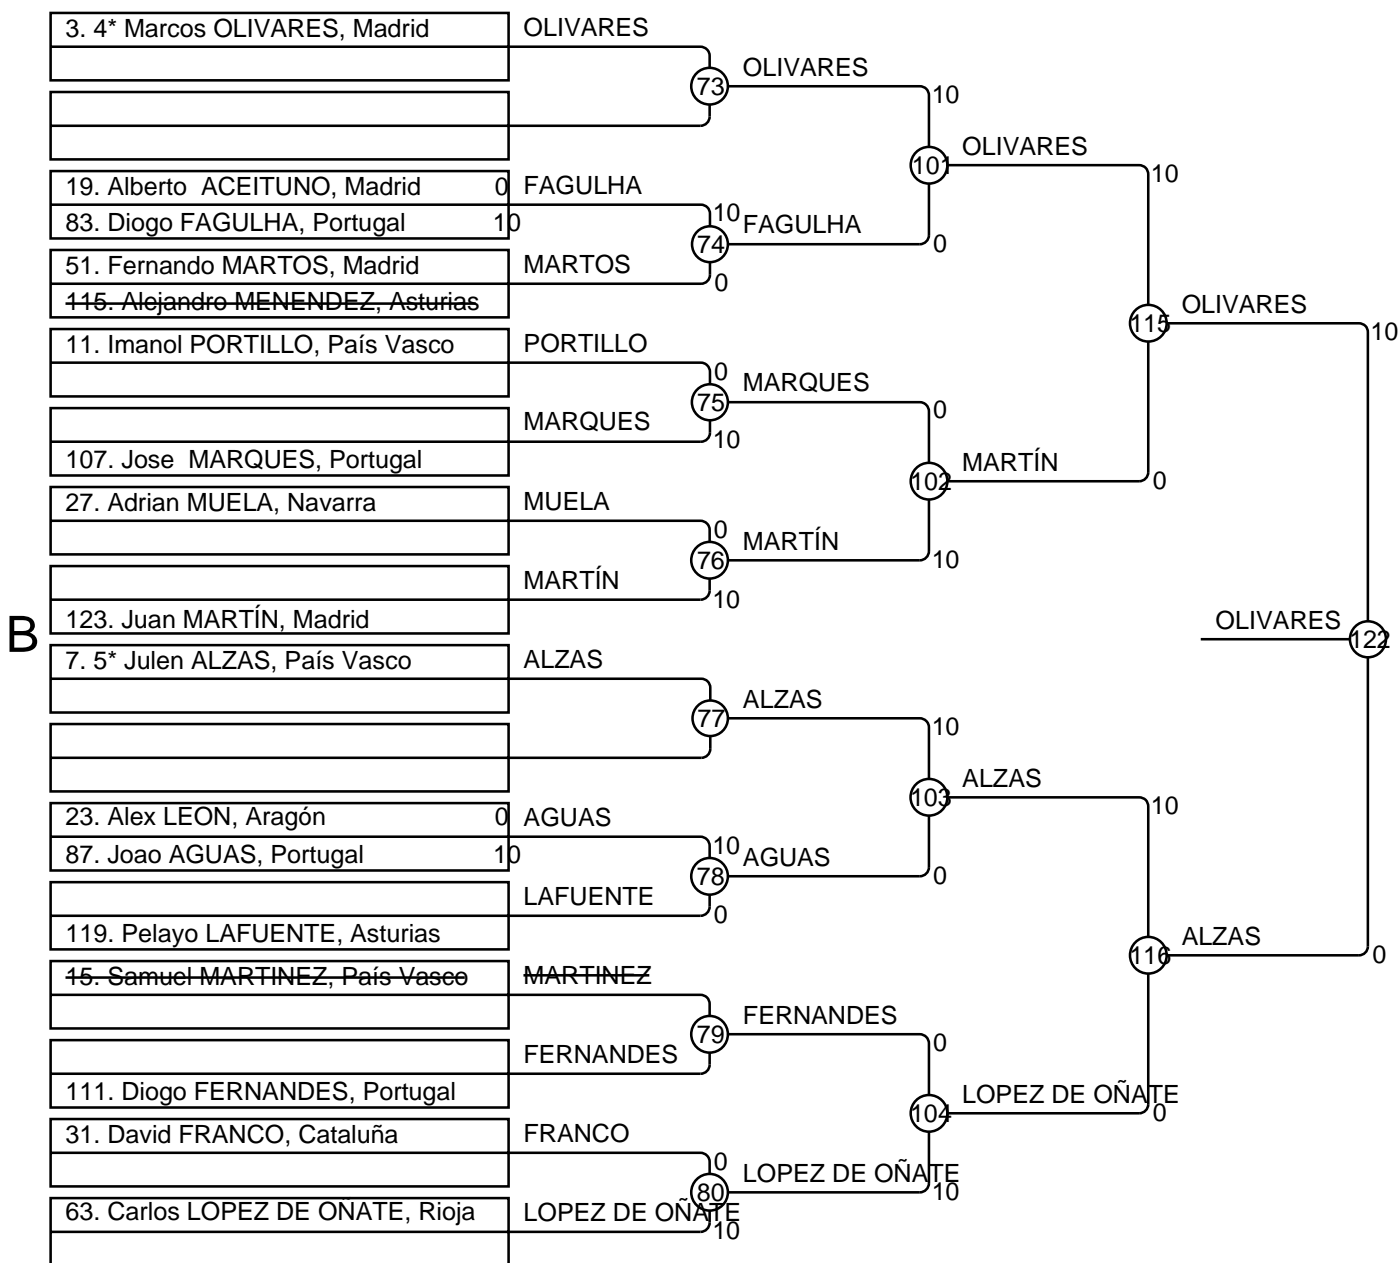 3. 4* Marcos OLIVARES, Madrid
OLIVARES
73
OLIVARES
10
19. Alberto  ACEITUNO, Madrid 0
83. Diogo FAGULHA, Portugal 10
FAGULHA
10
74
FAGULHA
51. Fernando MARTOS, Madrid
115. Alejandro MENENDEZ, Asturias
MARTOS
0
101
OLIVARES
10
0
11. Imanol PORTILLO, País Vasco
PORTILLO
0
75
MARQUES
0
107. Jose  MARQUES, Portugal
MARQUES
10
115
OLIVARES
10
27. Adrian MUELA, Navarra
MUELA
0
76
MARTÍN
10
123. Juan MARTÍN, Madrid
MARTÍN
10
102
MARTÍN
0
B
OLIVARES
122
7. 5* Julen ALZAS, País Vasco
ALZAS
77
ALZAS
10
23. Alex LEON, Aragón 0
87. Joao AGUAS, Portugal 10
AGUAS
10
78
AGUAS
0
119. Pelayo LAFUENTE, Asturias
LAFUENTE
0
103
ALZAS
10
15. Samuel MARTINEZ, País Vasco
MARTINEZ
79
FERNANDES
0
111. Diogo FERNANDES, Portugal
FERNANDES
116
ALZAS
0
31. David FRANCO, Cataluña
FRANCO
0
80
LOPEZ DE OÑATE
10
63. Carlos LOPEZ DE OÑATE, Rioja
LOPEZ DE OÑATE
10
104
LOPEZ DE OÑATE
0